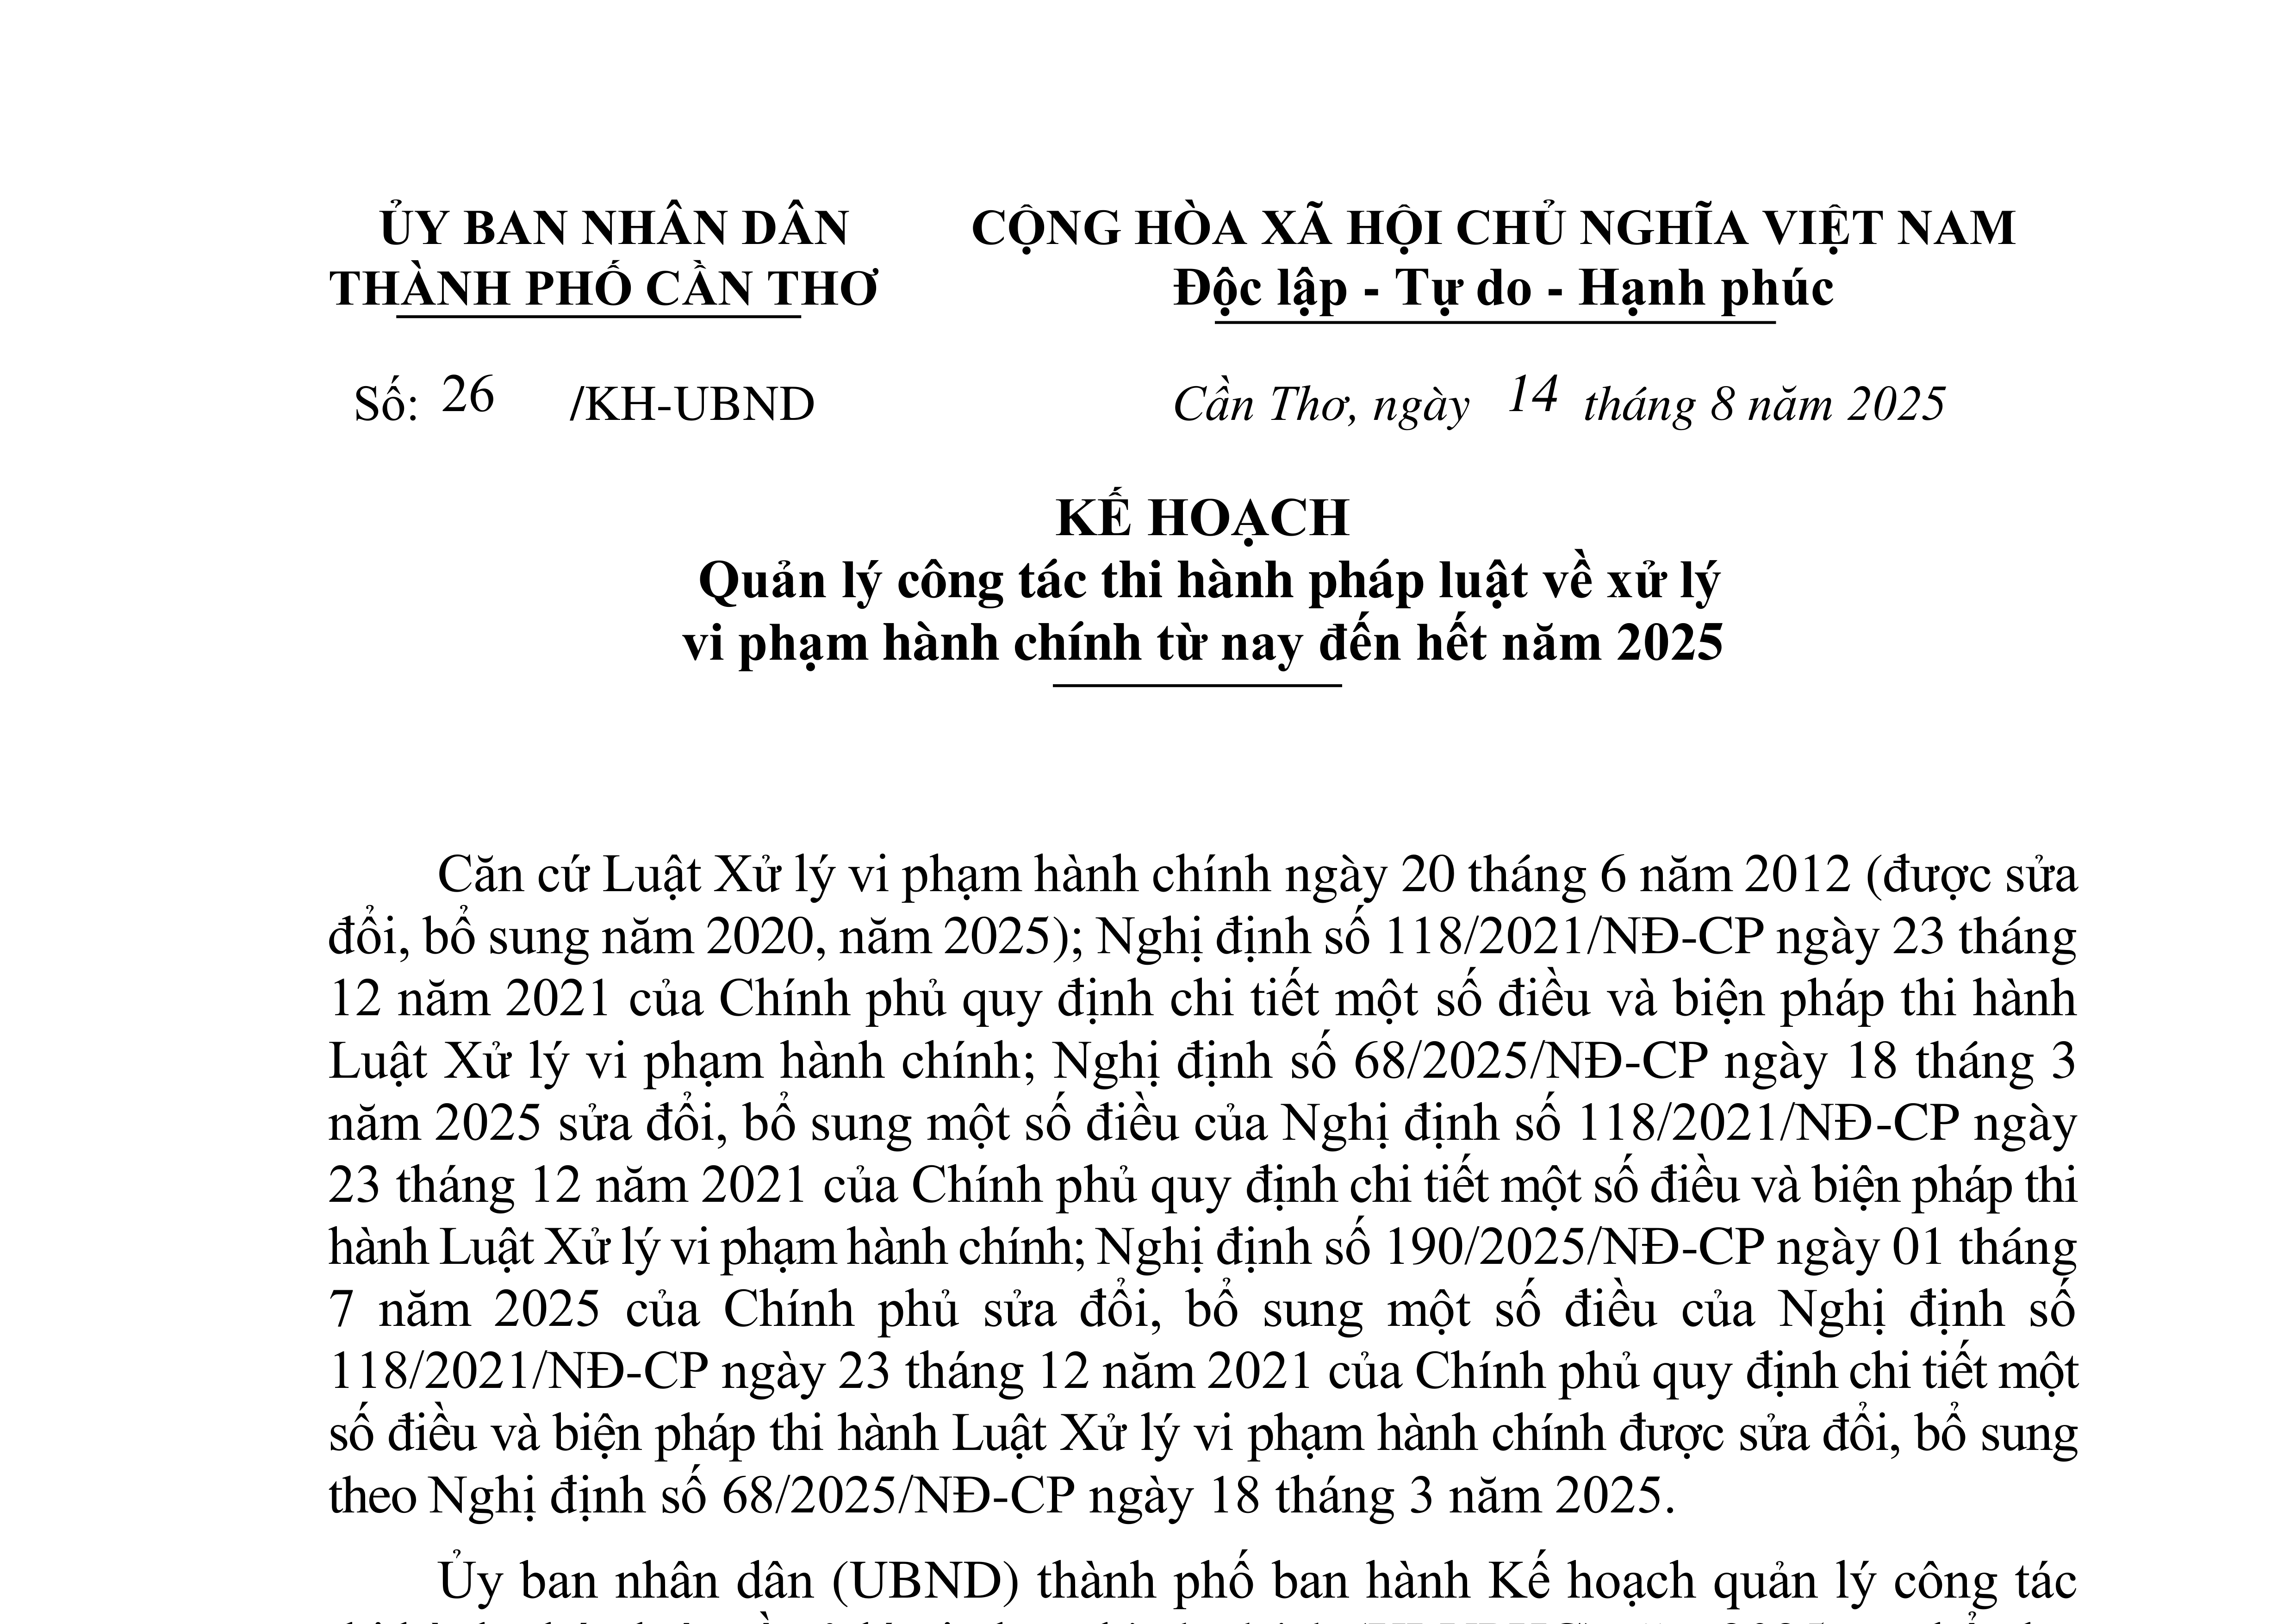 ỦY BAN NHÂN DÂN
THÀNH PHỐ CẦN THƠ
CỘNG HÒA XÃ HỘI CHỦ NGHĨA VIỆT NAM
Độc lập - Tự do - Hạnh phúc
Số: 26 /KH-UBND
Cần Thơ, ngày 14 tháng 8 năm 2025
KẾ HOẠCH
Quản lý công tác thi hành pháp luật về xử lý
vi phạm hành chính từ nay đến hết năm 2025
Căn cứ Luật Xử lý vi phạm hành chính ngày 20 tháng 6 năm 2012 (được sửa
đổi, bổ sung năm 2020, năm 2025); Nghị định số 118/2021/NĐ-CP ngày 23 tháng
12 năm 2021 của Chính phủ quy định chi tiết một số điều và biện pháp thi hành
Luật Xử lý vi phạm hành chính; Nghị định số 68/2025/NĐ-CP ngày 18 tháng 3
năm 2025 sửa đổi, bổ sung một số điều của Nghị định số 118/2021/NĐ-CP ngày
23 tháng 12 năm 2021 của Chính phủ quy định chi tiết một số điều và biện pháp thi
hành Luật Xử lý vi phạm hành chính; Nghị định số 190/2025/NĐ-CP ngày 01 tháng
7 năm 2025 của Chính phủ sửa đổi, bổ sung một số điều của Nghị định số
118/2021/NĐ-CP ngày 23 tháng 12 năm 2021 của Chính phủ quy định chi tiết một
số điều và biện pháp thi hành Luật Xử lý vi phạm hành chính được sửa đổi, bổ sung
theo Nghị định số 68/2025/NĐ-CP ngày 18 tháng 3 năm 2025.
Ủy ban nhân dân (UBND) thành phố ban hành Kế hoạch quản lý công tác